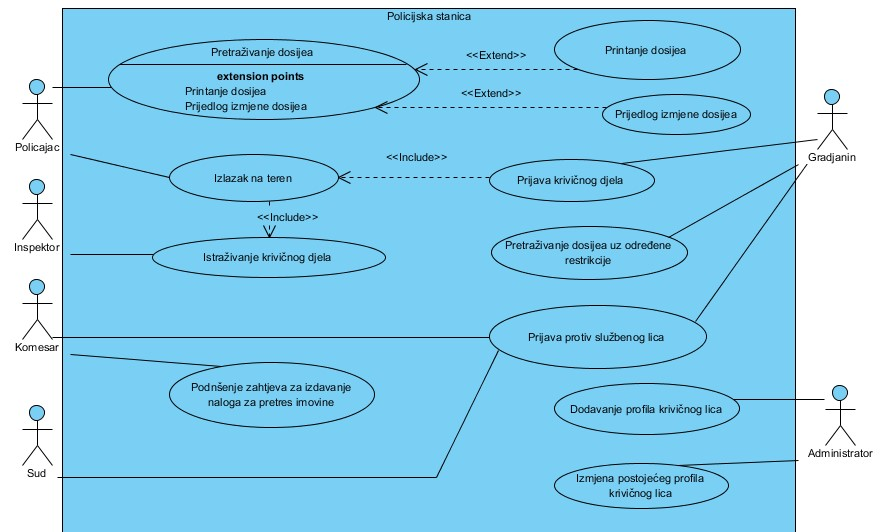 Policijska stanica
Pretraživanje dosijea
extension points
Printanje dosijea
Prijedlog izmjene dosijea
<<Extend>>
Printanje dosijea
<<Extend>>
Prijedlog izmjene dosijea
Policajac
Gradjanin
Izlazak na teren
<<Include>>
Prijava krivičnog djela
<<Include>>
Inspektor
Istraživanje krivičnog djela
Pretraživanje dosijea uz određene
restrikcije
Komesar
Prijava protiv službenog lica
Podnšenje zahtjeva za izdavanje
naloga za pretres imovine
Dodavanje profila krivičnog lica
Administrator
Sud
Izmjena postojećeg profila
krivičnog lica